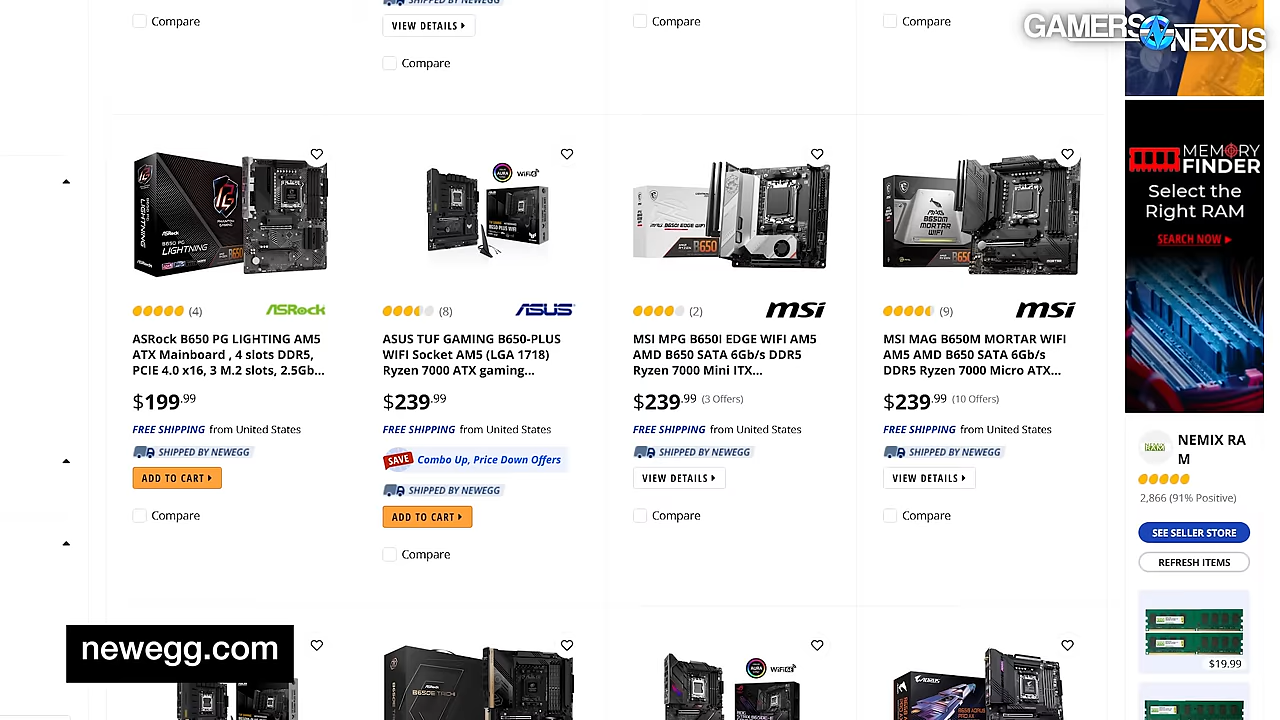 SHIPPED BY NEWEGG
Compare
VIEW DETAILS
Compare
Compare
Compare
GAMERS NEXUS
MEMORY
FINDER
Select the
Right RAM
SEARCH NOW
(4)
ASRock
ASRock B650 PG LIGHTING AM5
ATX Mainboard , 4 slots DDR5,
PCIE 4.0 x16, 3 M.2 slots, 2.5Gb...
$199.99
FREE SHIPPING from United States
SHIPPED BY NEWEGG
ADD TO CART
Compare
(8)
ASUS
ASUS TUF GAMING B650-PLUS
WIFI Socket AM5 (LGA 1718)
Ryzen 7000 ATX gaming...
$239.99
FREE SHIPPING from United States
SAVE Combo Up, Price Down Offers
SHIPPED BY NEWEGG
ADD TO CART
Compare
(2)
msi
MSI MPG B650I EDGE WIFI AM5
AMD B650 SATA 6Gb/s DDR5
Ryzen 7000 Mini ITX...
$239.99 (3 Offers)
FREE SHIPPING from United States
SHIPPED BY NEWEGG
VIEW DETAILS
Compare
(9)
msi
MSI MAG B650M MORTAR WIFI
AM5 AMD B650 SATA 6Gb/s
DDR5 Ryzen 7000 Micro ATX...
$239.99 (10 Offers)
FREE SHIPPING from United States
SHIPPED BY NEWEGG
VIEW DETAILS
Compare
NEMIX RA
M
2,866 (91% Positive)
SEE SELLER STORE
REFRESH ITEMS
$19.99
newegg.com